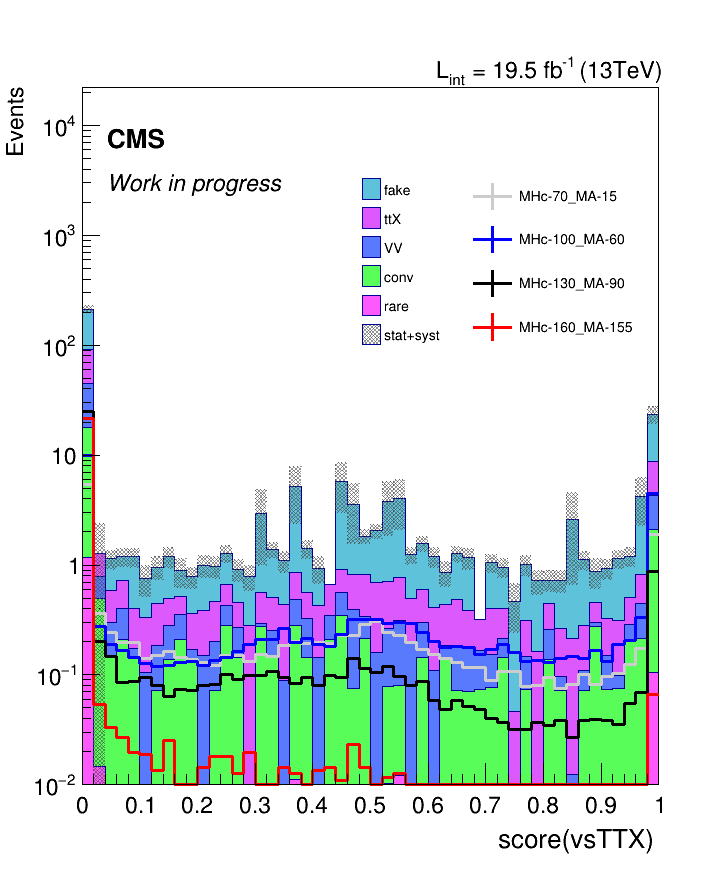 L_int = 19.5 fb^-1 (13TeV)
Events
10^4
CMS
Work in progress
fake
MHc-70_MA-15
ttX
10^3
MHc-100_MA-60
VV
conv
MHc-130_MA-90
rare
MHc-160_MA-155
stat+syst
10^2
10
1
10^−1
10^−2
0 0.1 0.2 0.3 0.4 0.5 0.6 0.7 0.8 0.9 1
score(vsTTX)